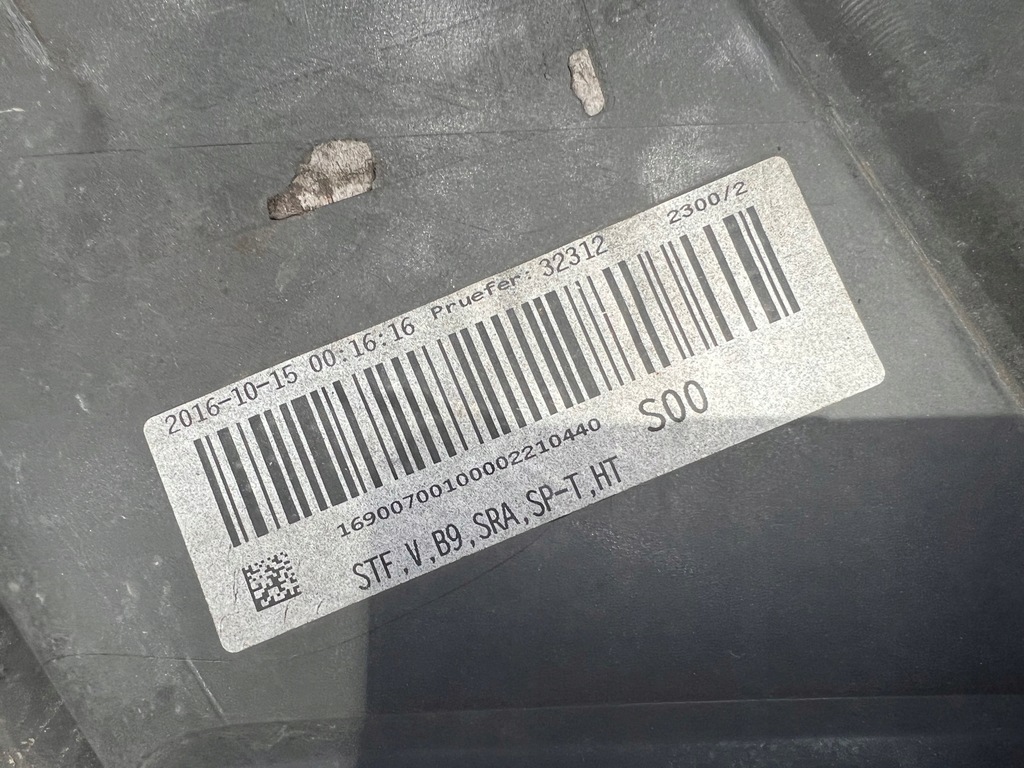 2016-10-15 00:16:16 Pruefer: 32312 2300/2
16900700100002210440 S00
STF,V,B9,SRA,SP-T,HT